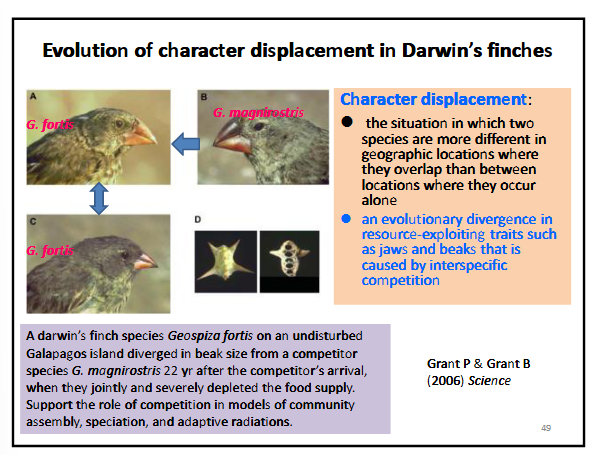 Evolution of character displacement in Darwin's finches
A
G. fortis
B
G. magnirostris
C
G. fortis
D
Character displacement:
● the situation in which two
species are more different in
geographic locations where
they overlap than between
locations where they occur
alone
● an evolutionary divergence in
resource-exploiting traits such
as jaws and beaks that is
caused by interspecific
competition
A darwin's finch species Geospiza fortis on an undisturbed
Galapagos island diverged in beak size from a competitor
species G. magnirostris 22 yr after the competitor's arrival,
when they jointly and severely depleted the food supply.
Support the role of competition in models of community
assembly, speciation, and adaptive radiations.
Grant P & Grant B
(2006) Science
49